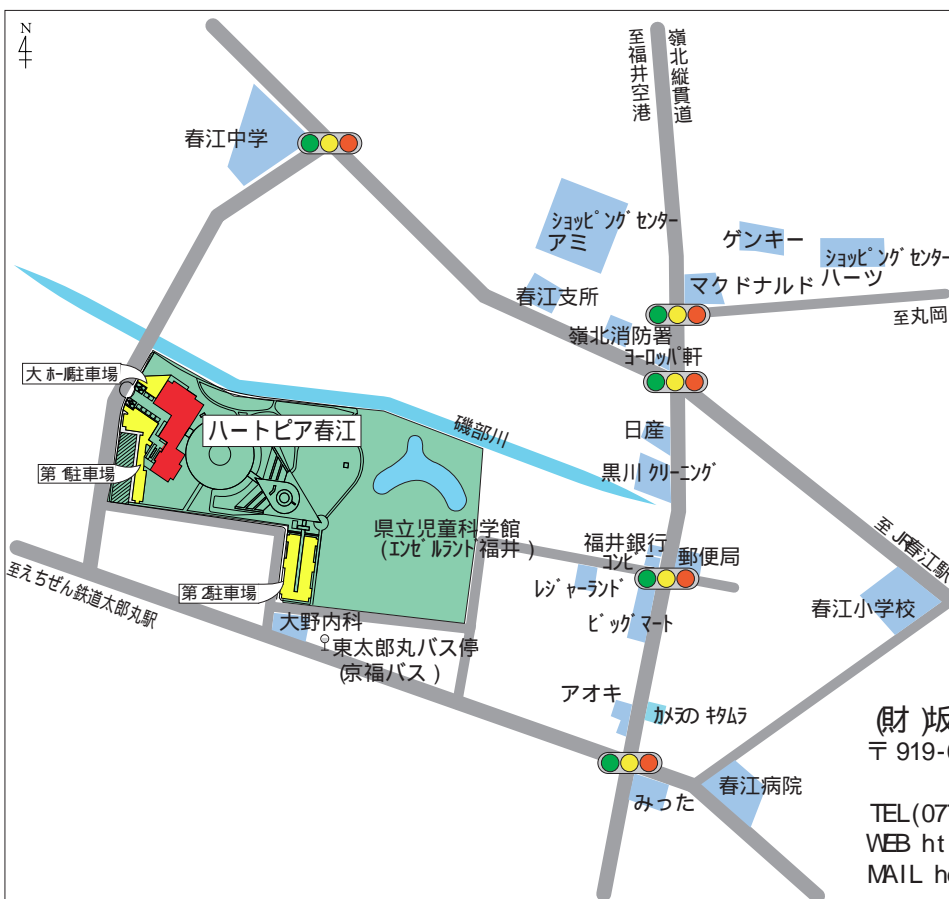 N
至福井空港
嶺北縦貫道
春江中学
ショッピングセンター
アミ
ゲンキー
ショッピングセンター
ハーツ
春江支所
マクドナルド
至丸岡
嶺北消防署
ヨーロッパ軒
大ホール駐車場
ハートピア春江
磯部川
日産
黒川クリーニング
第1駐車場
県立児童科学館
(エンゼルランド福井)
福井銀行
コンビニ
郵便局
至JR春江駅
至えちぜん鉄道太郎丸駅
第2駐車場
レジャーランド
春江小学校
大野内科
ビッグマート
東太郎丸バス停
(京福バス)
アオキ
カメラのキタムラ
(財)坂
〒919-
春江病院
みった
TEL(077
WEB ht
MAIL he